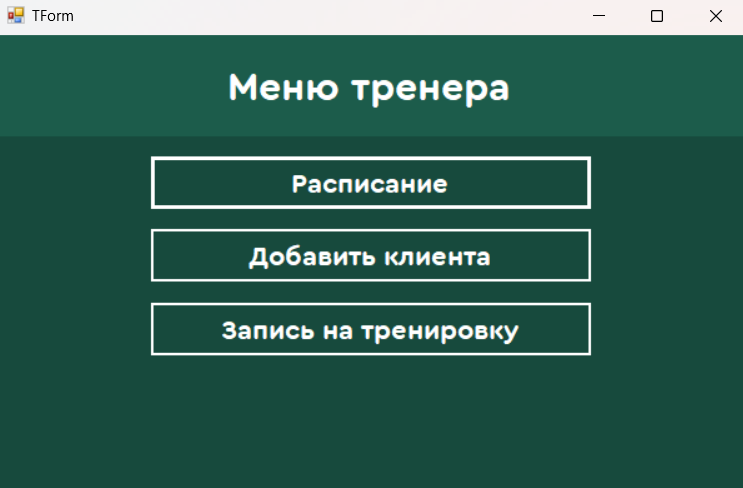 TForm
Меню тренера
Расписание
Добавить клиента
Запись на тренировку